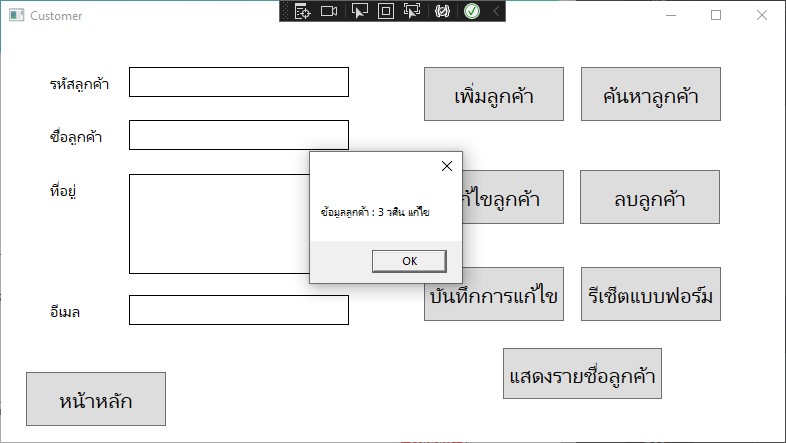 Customer
รหัสลูกค้า
เพิ่มลูกค้า
ค้นหาลูกค้า
ชื่อลูกค้า
ที่อยู่
ข้อมูลลูกค้า : 3 วศิน แก้ไข
OK
ก้ไขลูกค้า
ลบลูกค้า
บันทึกการแก้ไข
รีเซ็ตแบบฟอร์ม
อีเมล
แสดงรายชื่อลูกค้า
หน้าหลัก